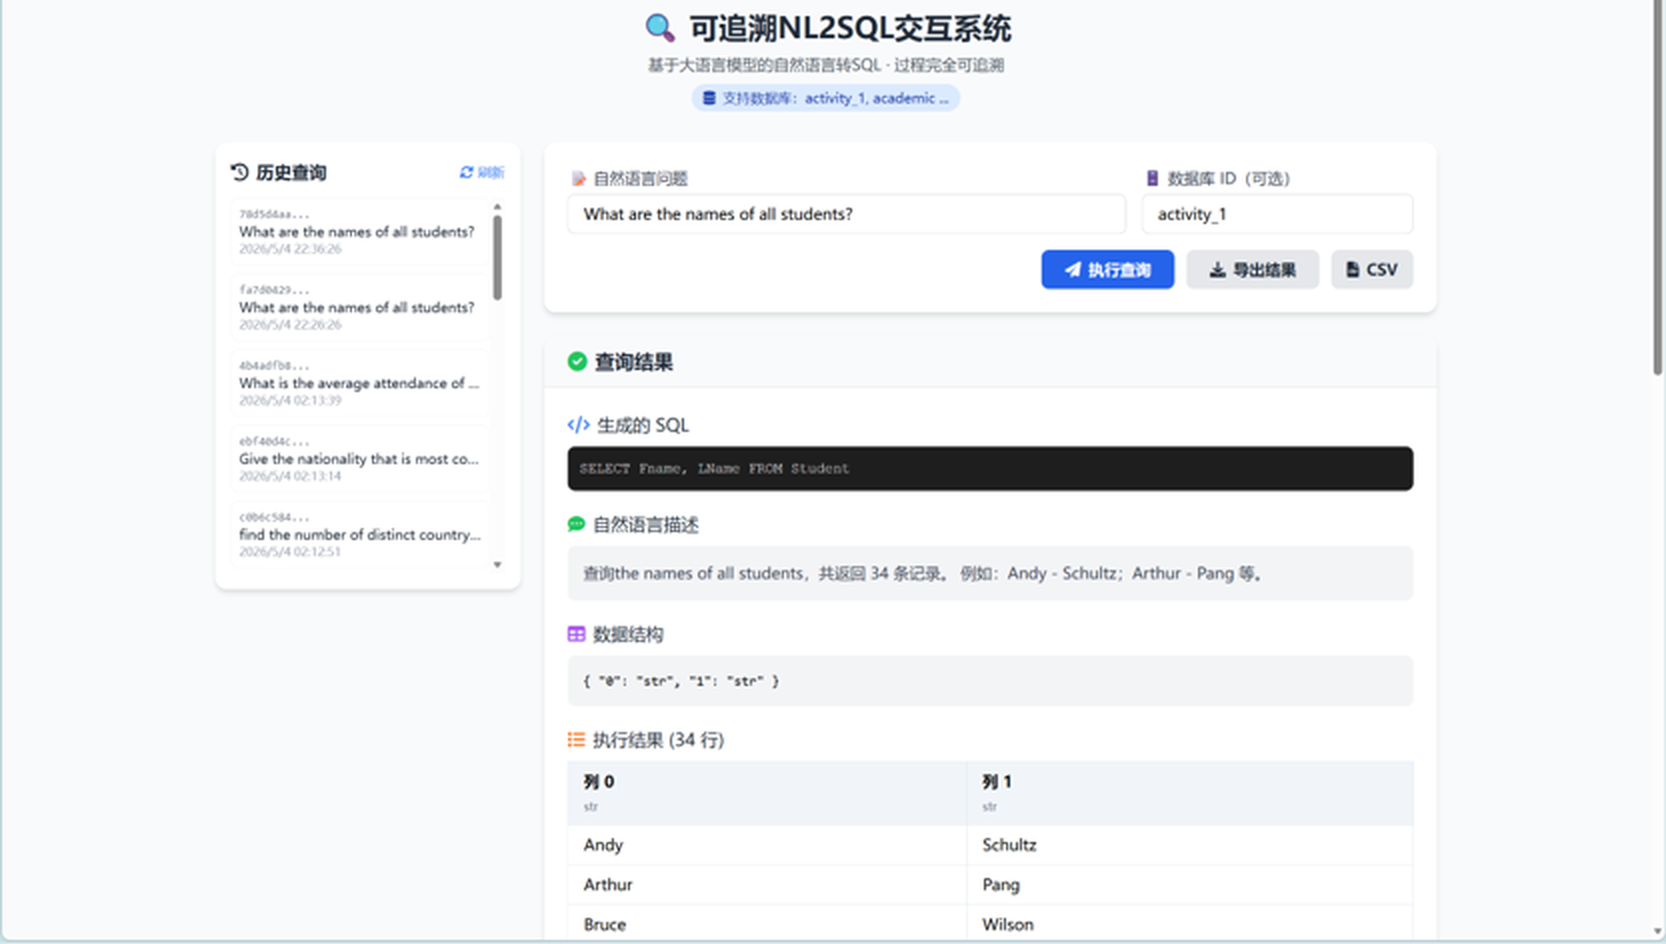 可追溯NL2SQL交互系统
基于大语言模型的自然语言转SQL · 过程完全可追溯
支持数据库：activity_1, academic ...
历史查询
刷新
78d5d4aa...
What are the names of all students?
2026/5/4 22:36:26
fa7d0429...
What are the names of all students?
2026/5/4 22:26:26
4b4adfb8...
What is the average attendance of ...
2026/5/4 02:13:39
ebf40d4c...
Give the nationality that is most co...
2026/5/4 02:13:14
c0b6c584...
find the number of distinct country...
2026/5/4 02:12:51
自然语言问题
数据库 ID（可选）
What are the names of all students?
activity_1
执行查询
导出结果
CSV
查询结果
</> 生成的 SQL
SELECT Fname, LName FROM Student
自然语言描述
查询the names of all students，共返回 34 条记录。 例如：Andy - Schultz；Arthur - Pang 等。
数据结构
{ "0": "str", "1": "str" }
执行结果 (34 行)
列 0
列 1
str
str
Andy
Schultz
Arthur
Pang
Bruce
Wilson